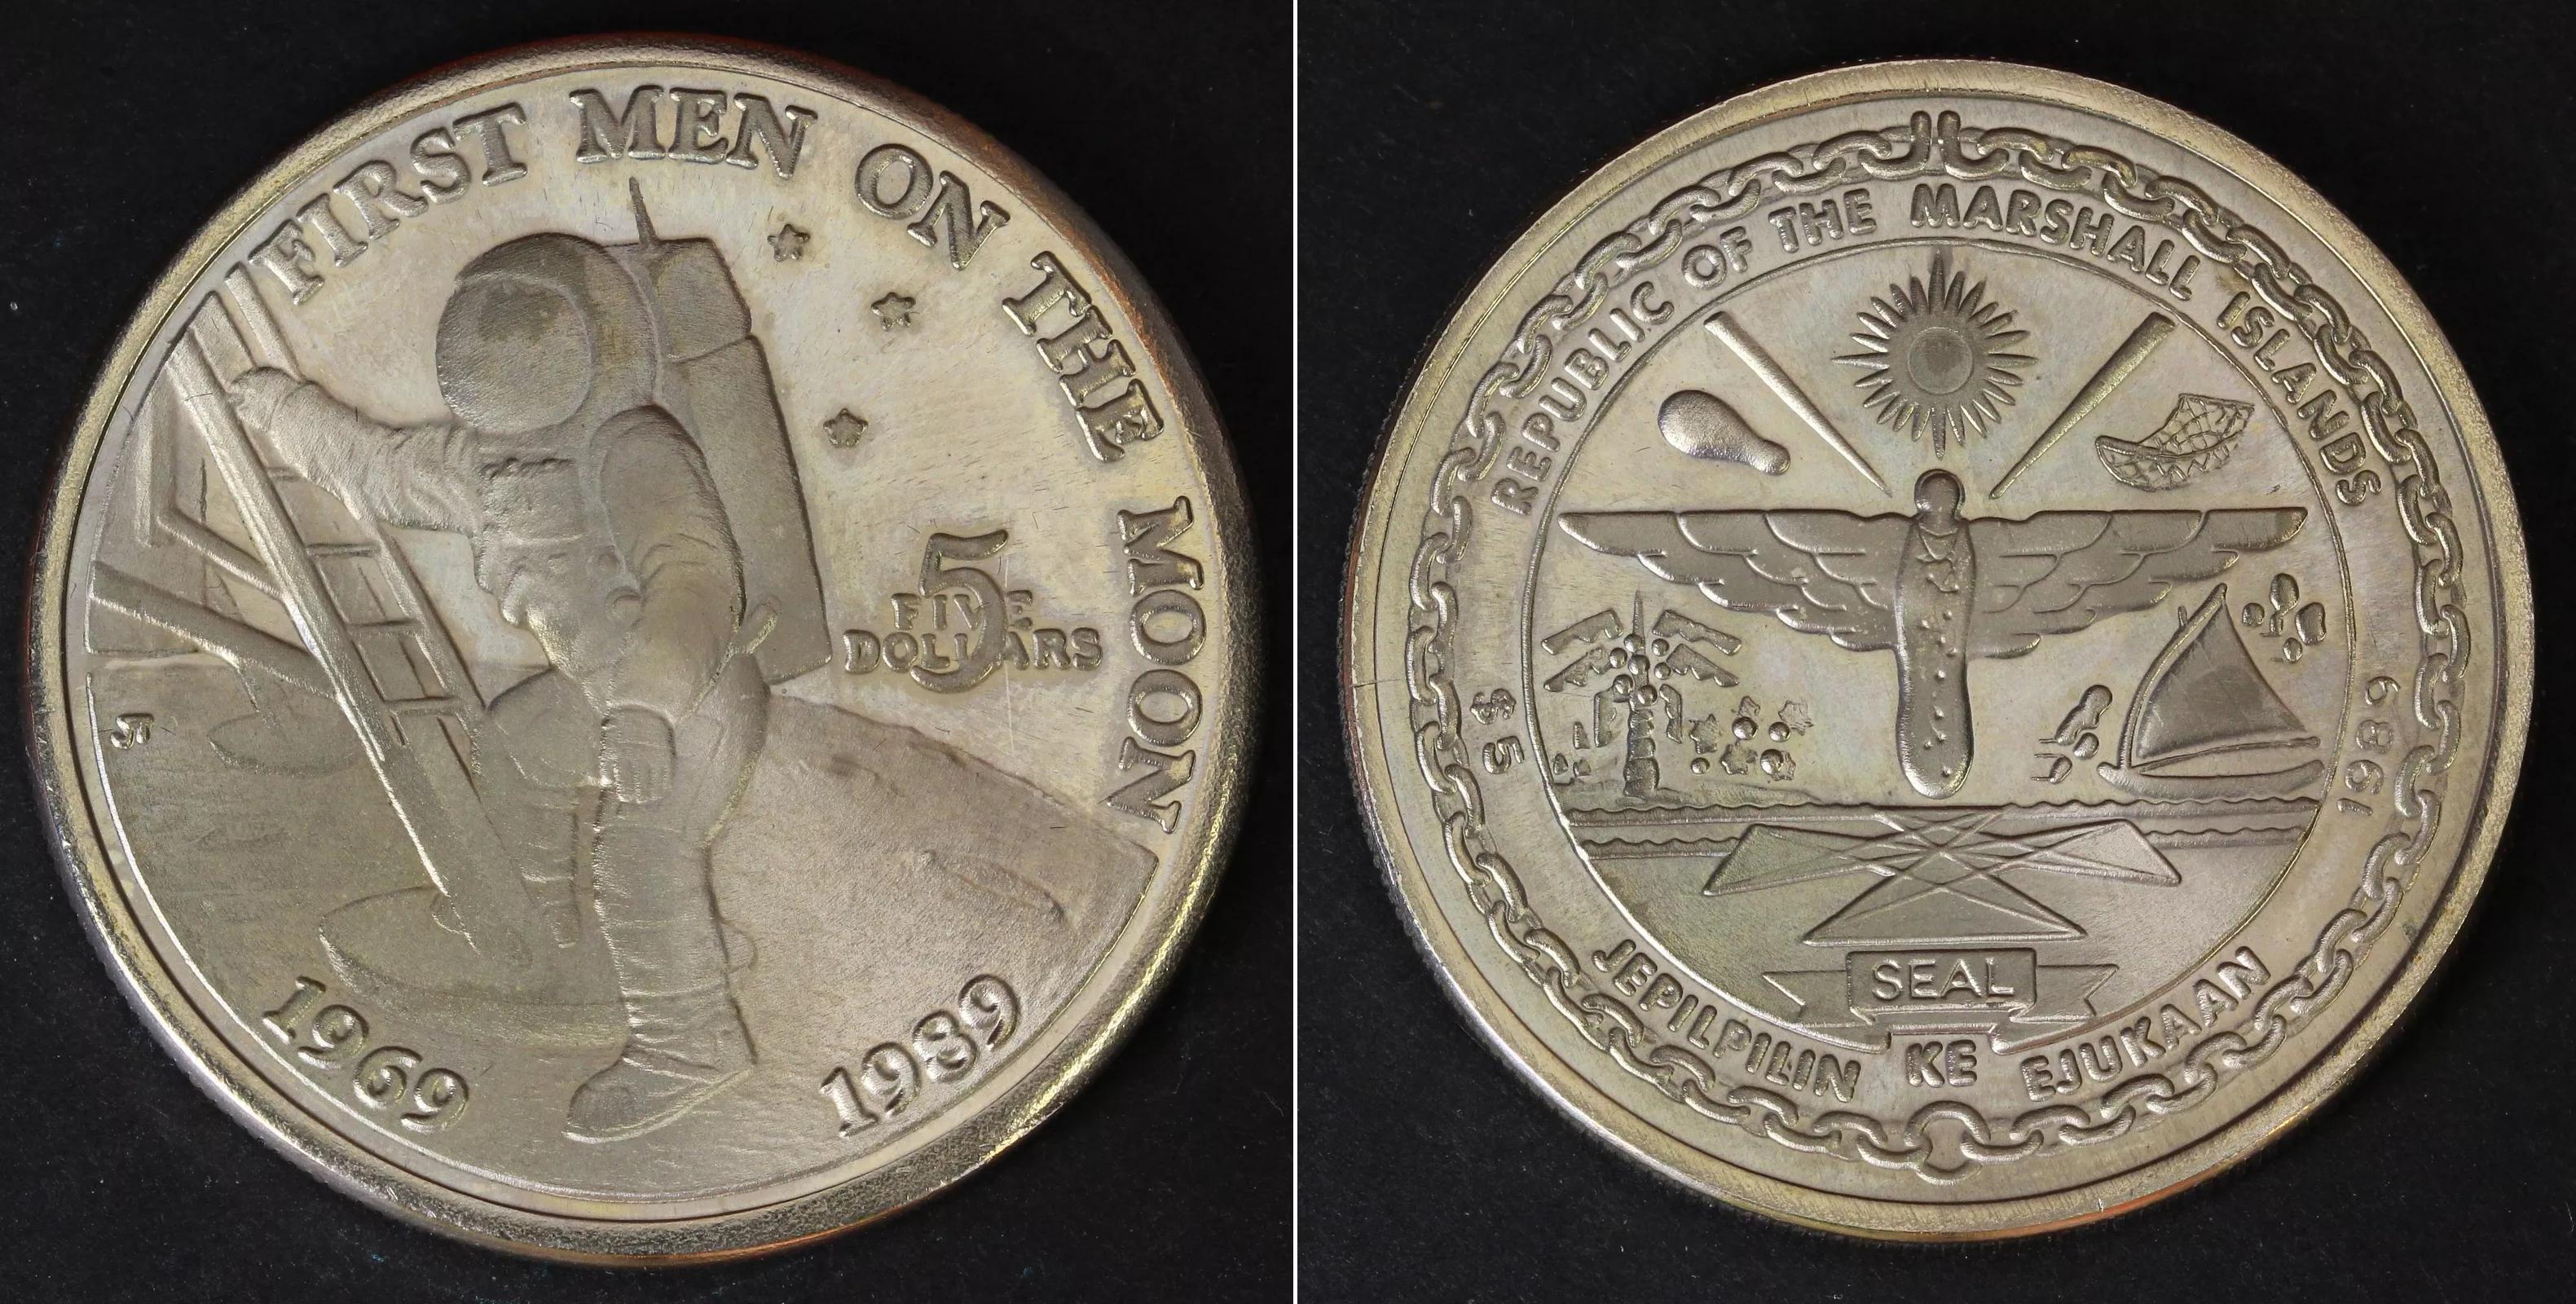 FIRST MEN ON THE MOON
5
FIVE
DOLLARS
1969
1989
REPUBLIC OF THE MARSHALL ISLANDS
$5
1989
SEAL
JEPILPILIN KE EJUKAAN